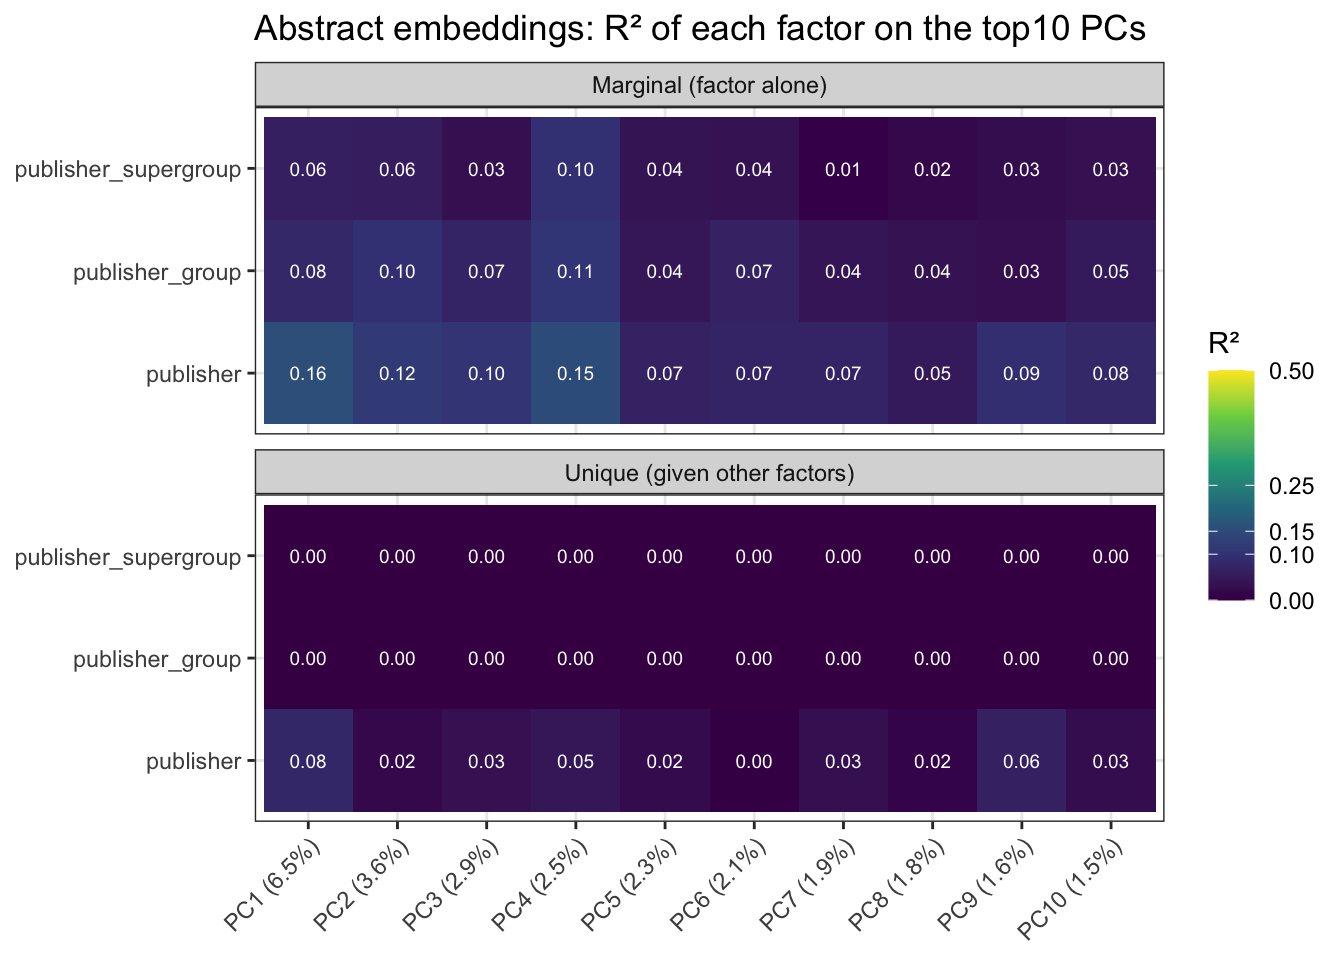 Abstract embeddings: R² of each factor on the top10 PCs
Marginal (factor alone)
publisher_supergroup 0.06 0.06 0.03 0.10 0.04 0.04 0.01 0.02 0.03 0.03
publisher_group 0.08 0.10 0.07 0.11 0.04 0.07 0.04 0.04 0.03 0.05
publisher 0.16 0.12 0.10 0.15 0.07 0.07 0.07 0.05 0.09 0.08
Unique (given other factors)
publisher_supergroup 0.00 0.00 0.00 0.00 0.00 0.00 0.00 0.00 0.00 0.00
publisher_group 0.00 0.00 0.00 0.00 0.00 0.00 0.00 0.00 0.00 0.00
publisher 0.08 0.02 0.03 0.05 0.02 0.00 0.03 0.02 0.06 0.03
PC1 (6.5%) PC2 (3.6%) PC3 (2.9%) PC4 (2.5%) PC5 (2.3%) PC6 (2.1%) PC7 (1.9%) PC8 (1.8%) PC9 (1.6%) PC10 (1.5%)
R²
0.50
0.25
0.15
0.10
0.00